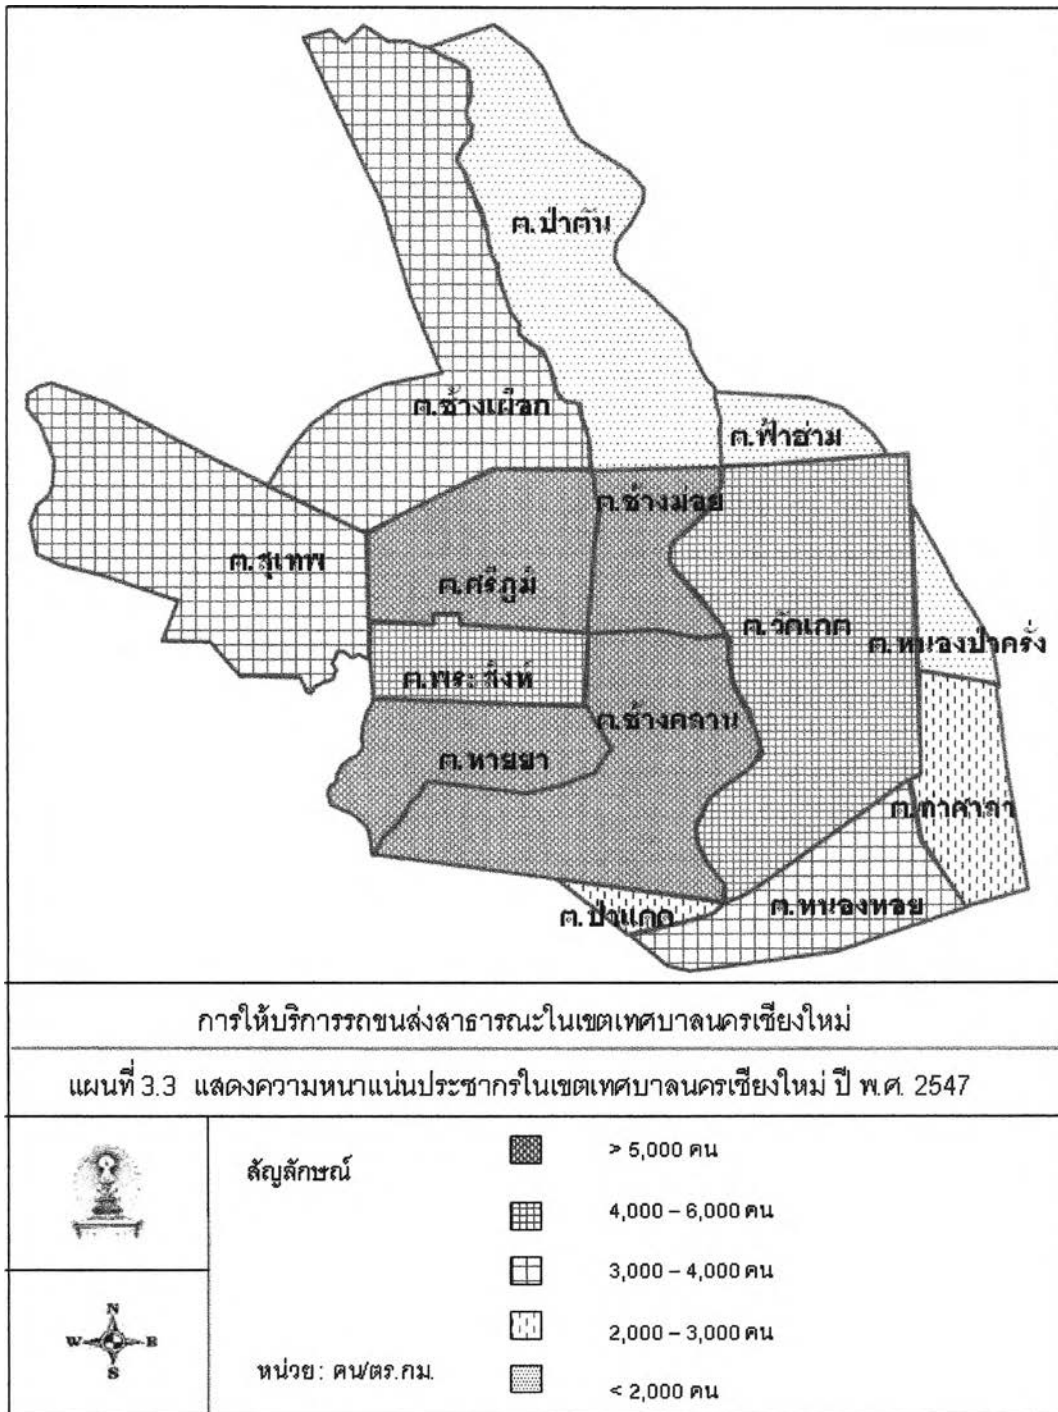 ต.ป่าตัน
ต.ช้างเผือก
ต.ฟ้าฮ่าม
ต.ช้างม่อย
ต.สุเทพ
ต.ศรีภูมิ
ต.วัดเกต
ต.หนองป่าครั่ง
ต.พระสิงห์
ต.ช้างคลาน
ต.หายยา
ต.ท่าศาลา
ต.ป่าแดด
ต.หนองหอย
การให้บริการรถขนส่งสาธารณะในเขตเทศบาลนครเชียงใหม่
แผนที่ 3.3 แสดงความหนาแน่นประชากรในเขตเทศบาลนครเชียงใหม่ ปี พ.ศ. 2547
สัญลักษณ์
> 5,000 คน
4,000 – 6,000 คน
3,000 – 4,000 คน
2,000 – 3,000 คน
< 2,000 คน
หน่วย : คน/ตร.กม.
N
W E
S